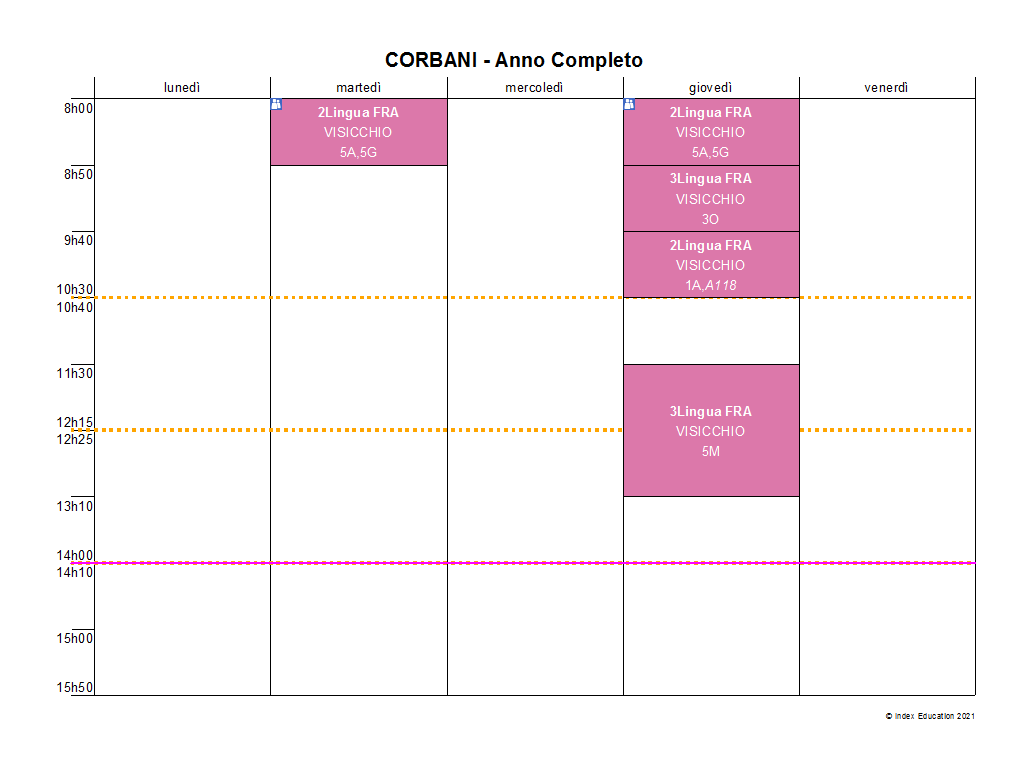 CORBANI - Anno Completo
lunedì martedì mercoledì giovedì venerdì
8h00
2Lingua FRA
VISICCHIO
5A,5G
2Lingua FRA
VISICCHIO
5A,5G
8h50
3Lingua FRA
VISICCHIO
3O
9h40
2Lingua FRA
VISICCHIO
1A,A118
10h30
10h40
11h30
3Lingua FRA
VISICCHIO
5M
12h15
12h25
13h10
14h00
14h10
15h00
15h50
© Index Education 2021